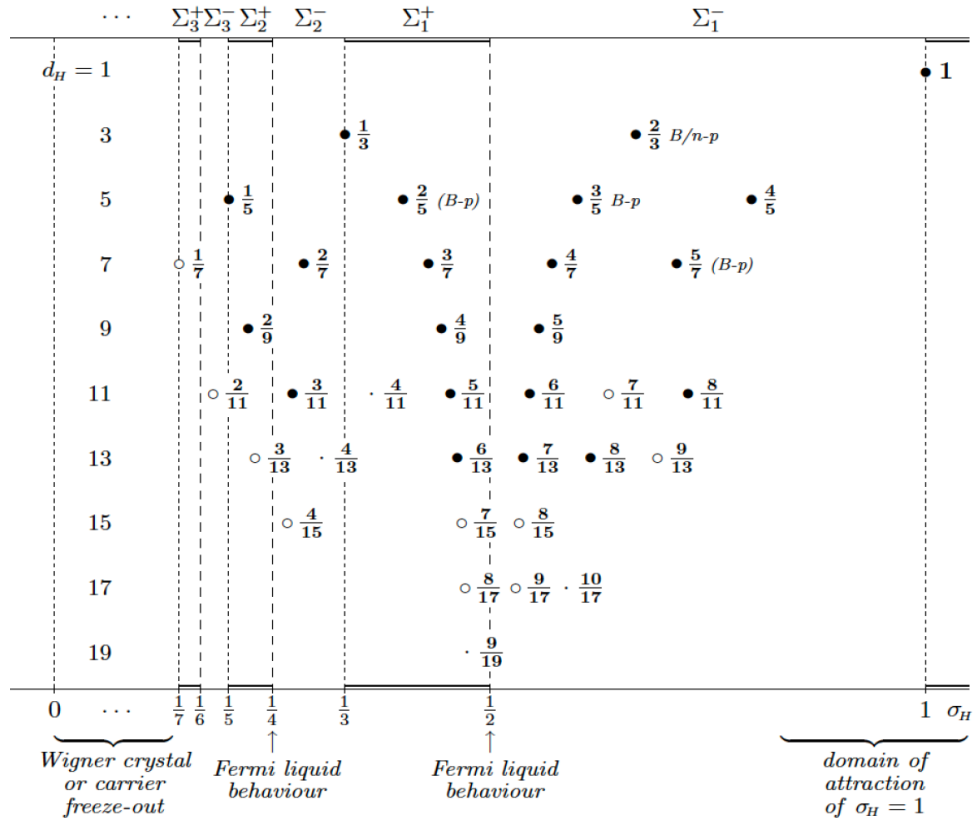 ··· Σ₃⁺ Σ₃⁻ Σ₂⁺ Σ₂⁻ Σ₁⁺ Σ₁⁻
d_H = 1 • 1
3 • 1/3 • 2/3 B/n-p
5 • 1/5 • 2/5 (B-p) • 3/5 B-p • 4/5
7 ○ 1/7 • 2/7 • 3/7 • 4/7 • 5/7 (B-p)
9 • 2/9 • 4/9 • 5/9
11 ○ 2/11 • 3/11 · 4/11 • 5/11 • 6/11 ○ 7/11 • 8/11
13 ○ 3/13 · 4/13 • 6/13 • 7/13 • 8/13 ○ 9/13
15 ○ 4/15 ○ 7/15 ○ 8/15
17 ○ 8/17 ○ 9/17 · 10/17
19 · 9/19
0 ··· 1/7 1/6 1/5 1/4 1/3 1/2 1 σ_H
Wigner crystal
or carrier
freeze-out
Fermi liquid
behaviour
Fermi liquid
behaviour
domain of
attraction
of σ_H = 1